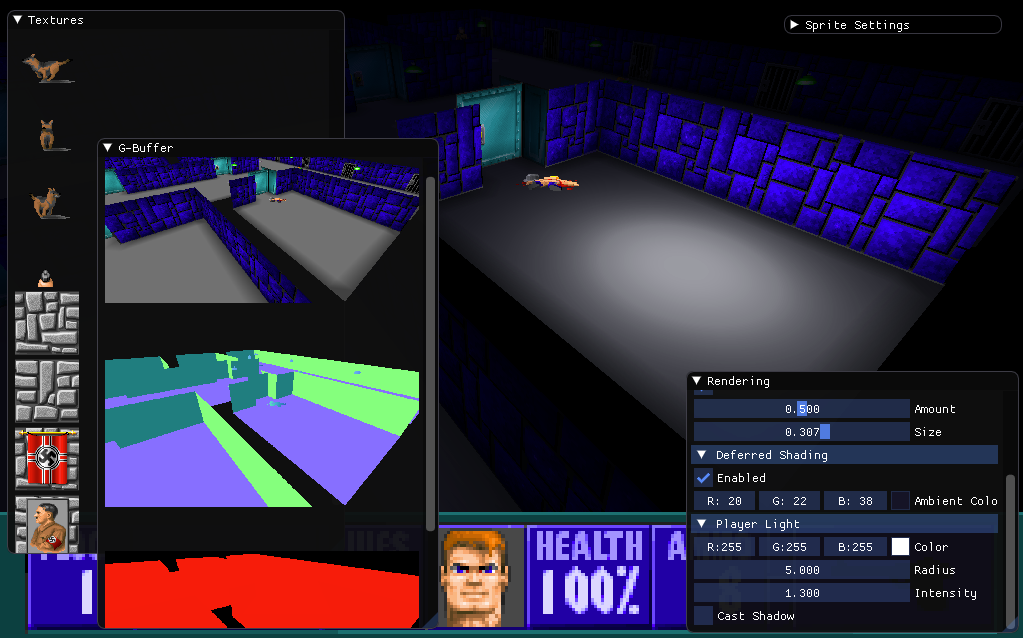 Textures
Sprite Settings
G-Buffer
Rendering
0.500 Amount
0.307 Size
Deferred Shading
Enabled
R: 20 G: 22 B: 38 Ambient Colo
Player Light
R:255 G:255 B:255 Color
5.000 Radius
1.300 Intensity
Cast Shadow
HEALTH
100%